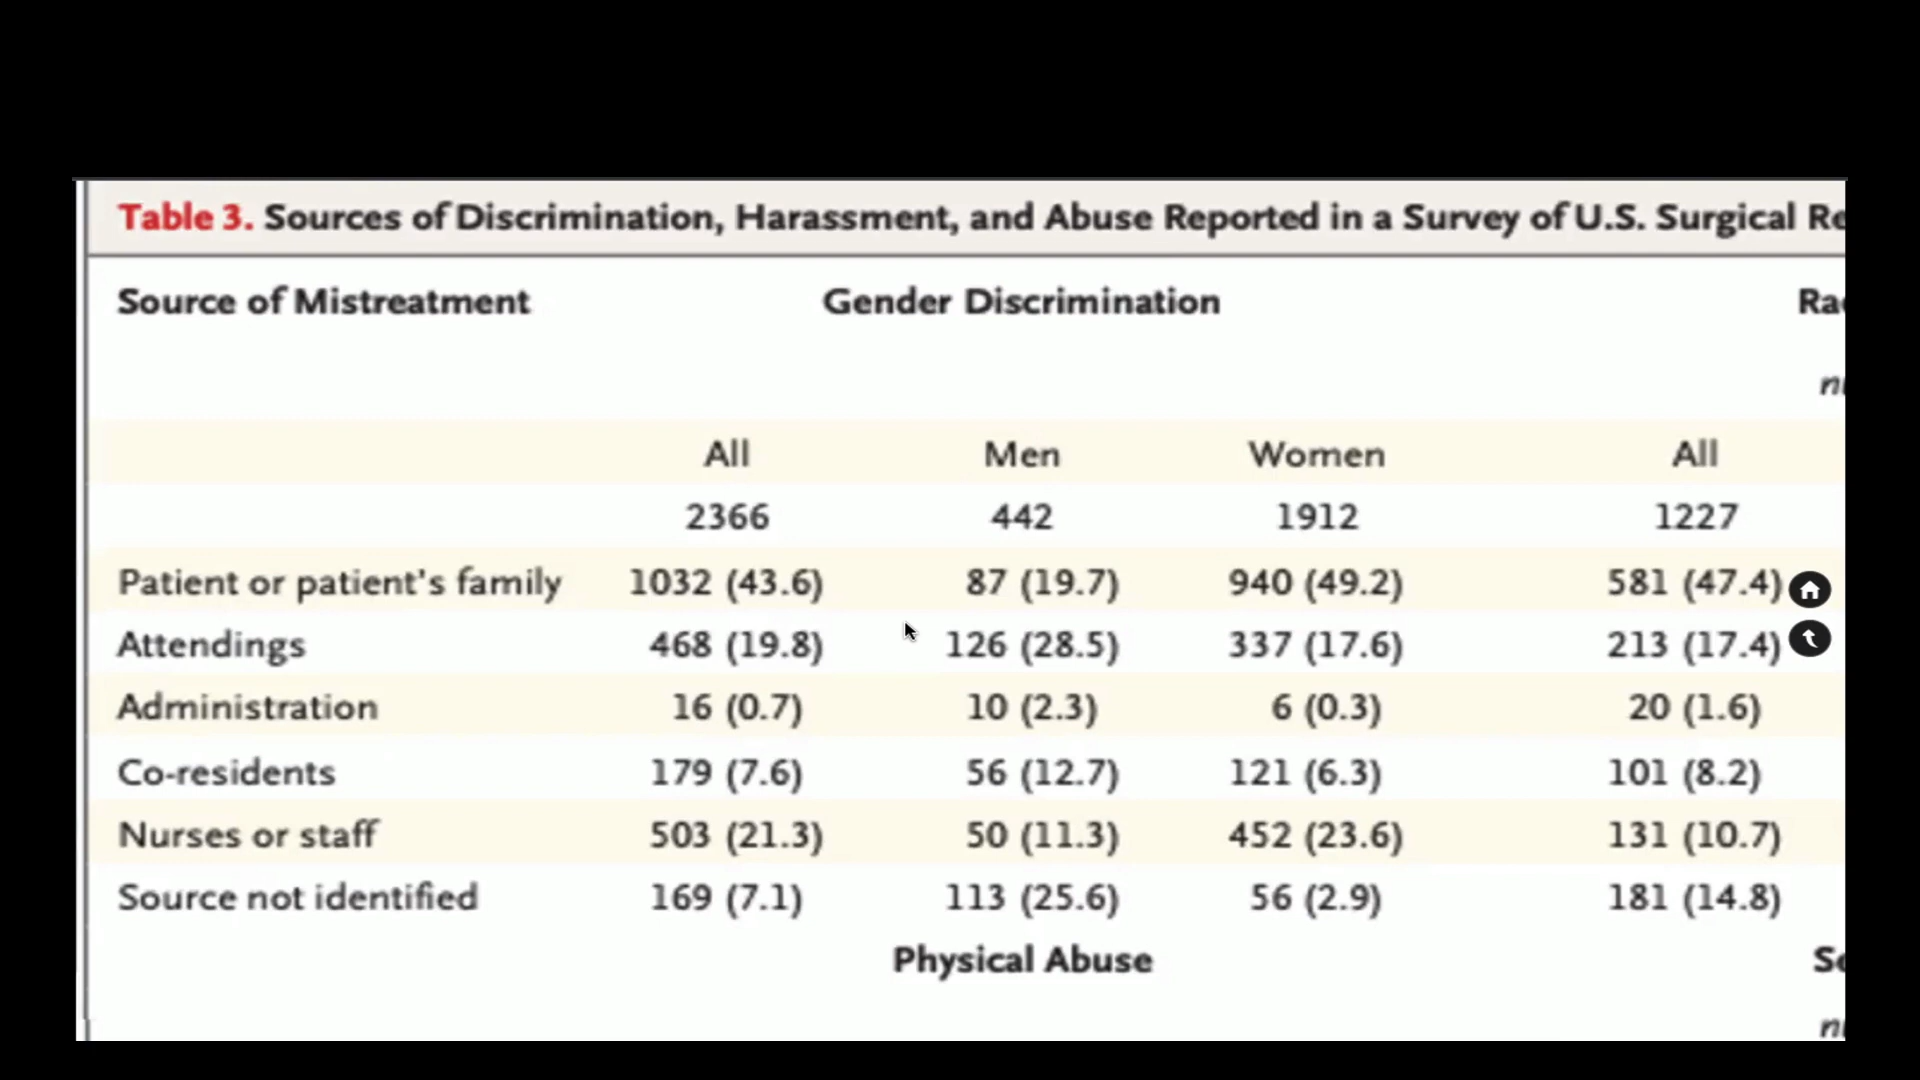 Table 3. Sources of Discrimination, Harassment, and Abuse Reported in a Survey of U.S. Surgical
Source of Mistreatment Gender Discrimination
All Men Women All
2366 442 1912 1227
Patient or patient's family 1032 (43.6) 87 (19.7) 940 (49.2) 581 (47.4)
Attendings 468 (19.8) 126 (28.5) 337 (17.6) 213 (17.4)
Administration 16 (0.7) 10 (2.3) 6 (0.3) 20 (1.6)
Co-residents 179 (7.6) 56 (12.7) 121 (6.3) 101 (8.2)
Nurses or staff 503 (21.3) 50 (11.3) 452 (23.6) 131 (10.7)
Source not identified 169 (7.1) 113 (25.6) 56 (2.9) 181 (14.8)
Physical Abuse